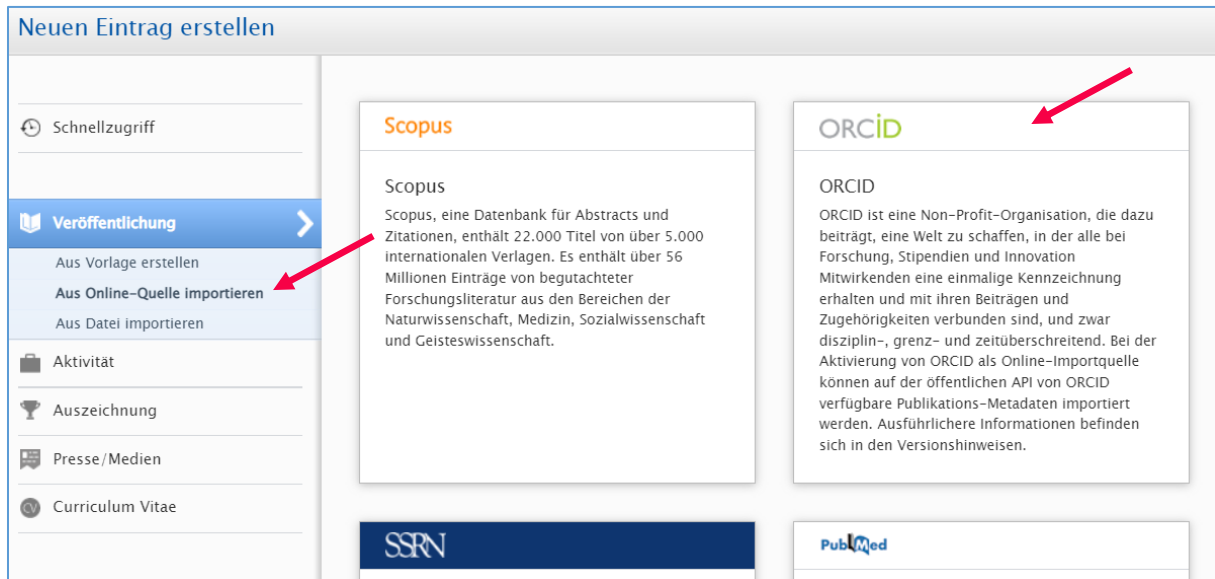 Neuen Eintrag erstellen
Schnellzugriff
Veröffentlichung
Aus Vorlage erstellen
Aus Online-Quelle importieren
Aus Datei importieren
Aktivität
Auszeichnung
Presse/Medien
CV
Curriculum Vitae
Scopus
Scopus
Scopus, eine Datenbank für Abstracts und
Zitationen, enthält 22.000 Titel von über 5.000
internationalen Verlagen. Es enthält über 56
Millionen Einträge von begutachteter
Forschungsliteratur aus den Bereichen der
Naturwissenschaft, Medizin, Sozialwissenschaft
und Geisteswissenschaft.
ORCID
ORCID
ORCID ist eine Non-Profit-Organisation, die dazu
beiträgt, eine Welt zu schaffen, in der alle bei
Forschung, Stipendien und Innovation
Mitwirkenden eine einmalige Kennzeichnung
erhalten und mit ihren Beiträgen und
Zugehörigkeiten verbunden sind, und zwar
disziplin-, grenz- und zeitüberschreitend. Bei der
Aktivierung von ORCID als Online-Importquelle
können auf der öffentlichen API von ORCID
verfügbare Publikations-Metadaten importiert
werden. Ausführlichere Informationen befinden
sich in den Versionshinweisen.
SSRN
PubMed